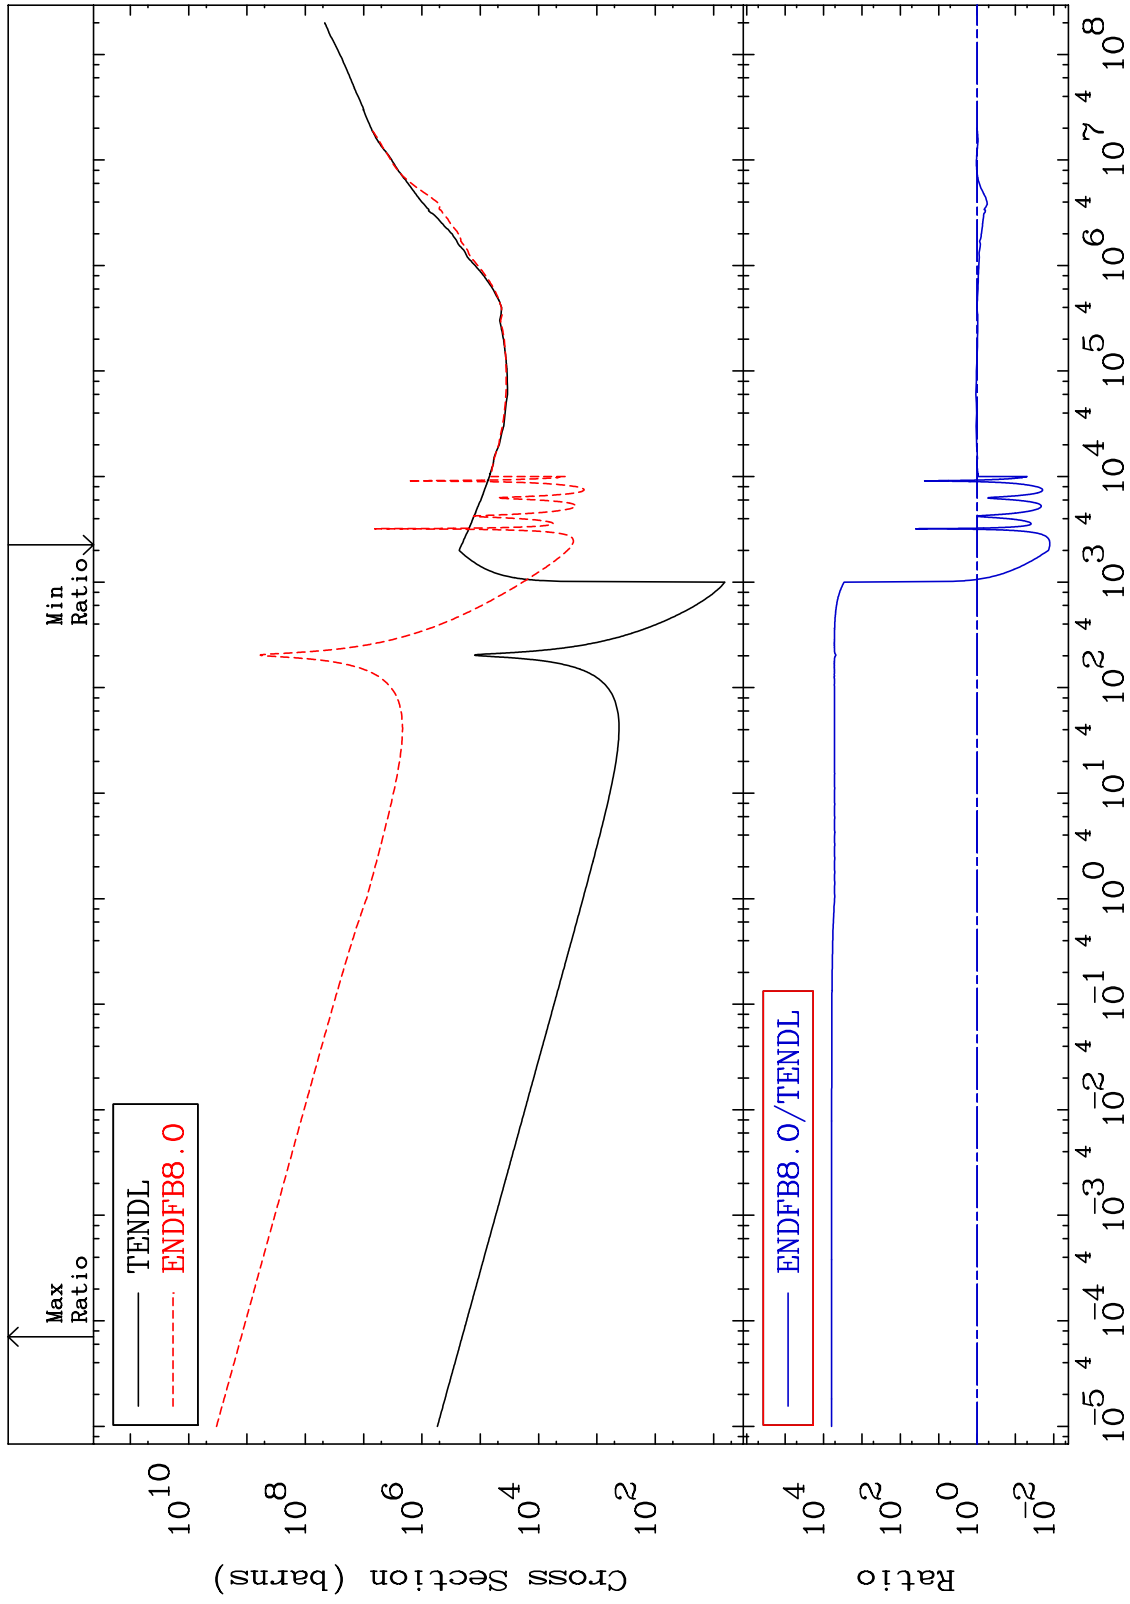 Max
Ratio
Min
Ratio
TENDL
ENDFB8.0
10^10
10^8
10^6
10^4
10^2
Cross Section (barns)
ENDFB8.0/TENDL
10^4
10^2
10^0
10^-2
Ratio
10^-5 4 10^-4 4 10^-3 4 10^-2 4 10^-1 4 10^0 4 10^1 4 10^2 4 10^3 4 10^4 4 10^5 4 10^6 4 10^7 4 10^8